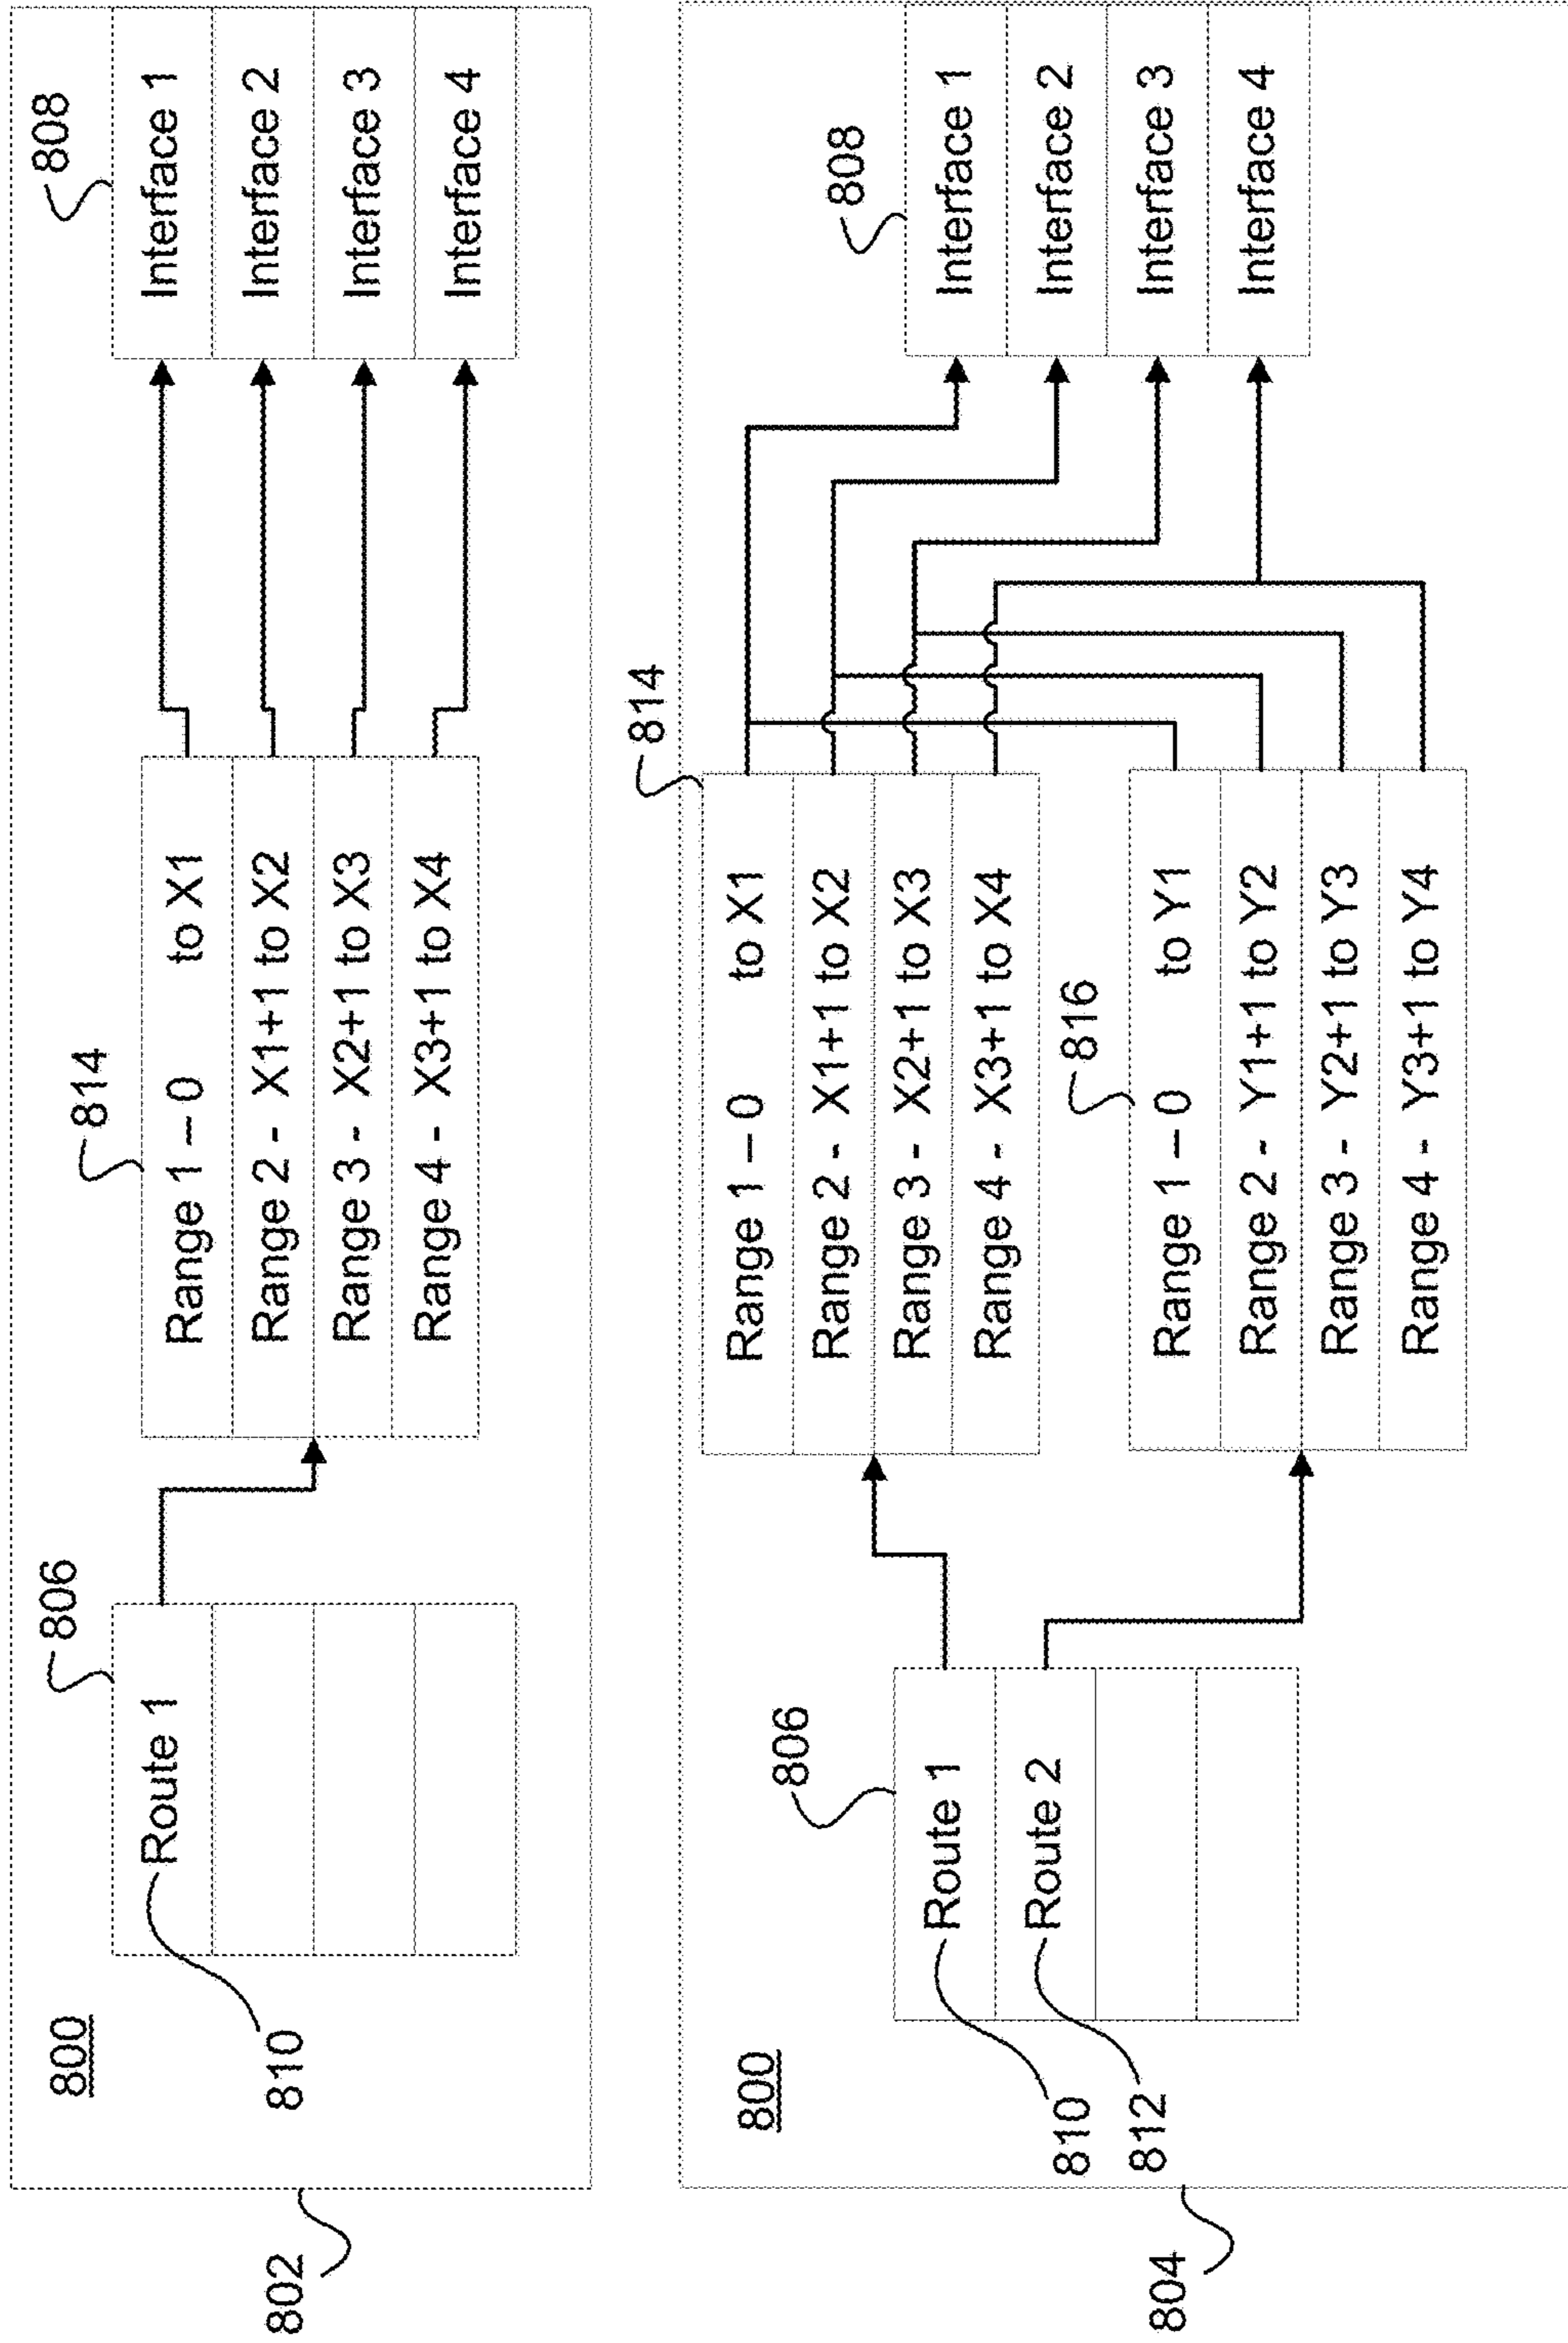 800
802
806
Route 1
810
814
Range 1 – 0 to X1
Range 2 - X1+1 to X2
Range 3 - X2+1 to X3
Range 4 - X3+1 to X4
808
Interface 1
Interface 2
Interface 3
Interface 4
800
804
806
Route 1
Route 2
810
812
814
Range 1 – 0 to X1
Range 2 - X1+1 to X2
Range 3 - X2+1 to X3
Range 4 - X3+1 to X4
816
Range 1 – 0 to Y1
Range 2 - Y1+1 to Y2
Range 3 - Y2+1 to Y3
Range 4 - Y3+1 to Y4
808
Interface 1
Interface 2
Interface 3
Interface 4